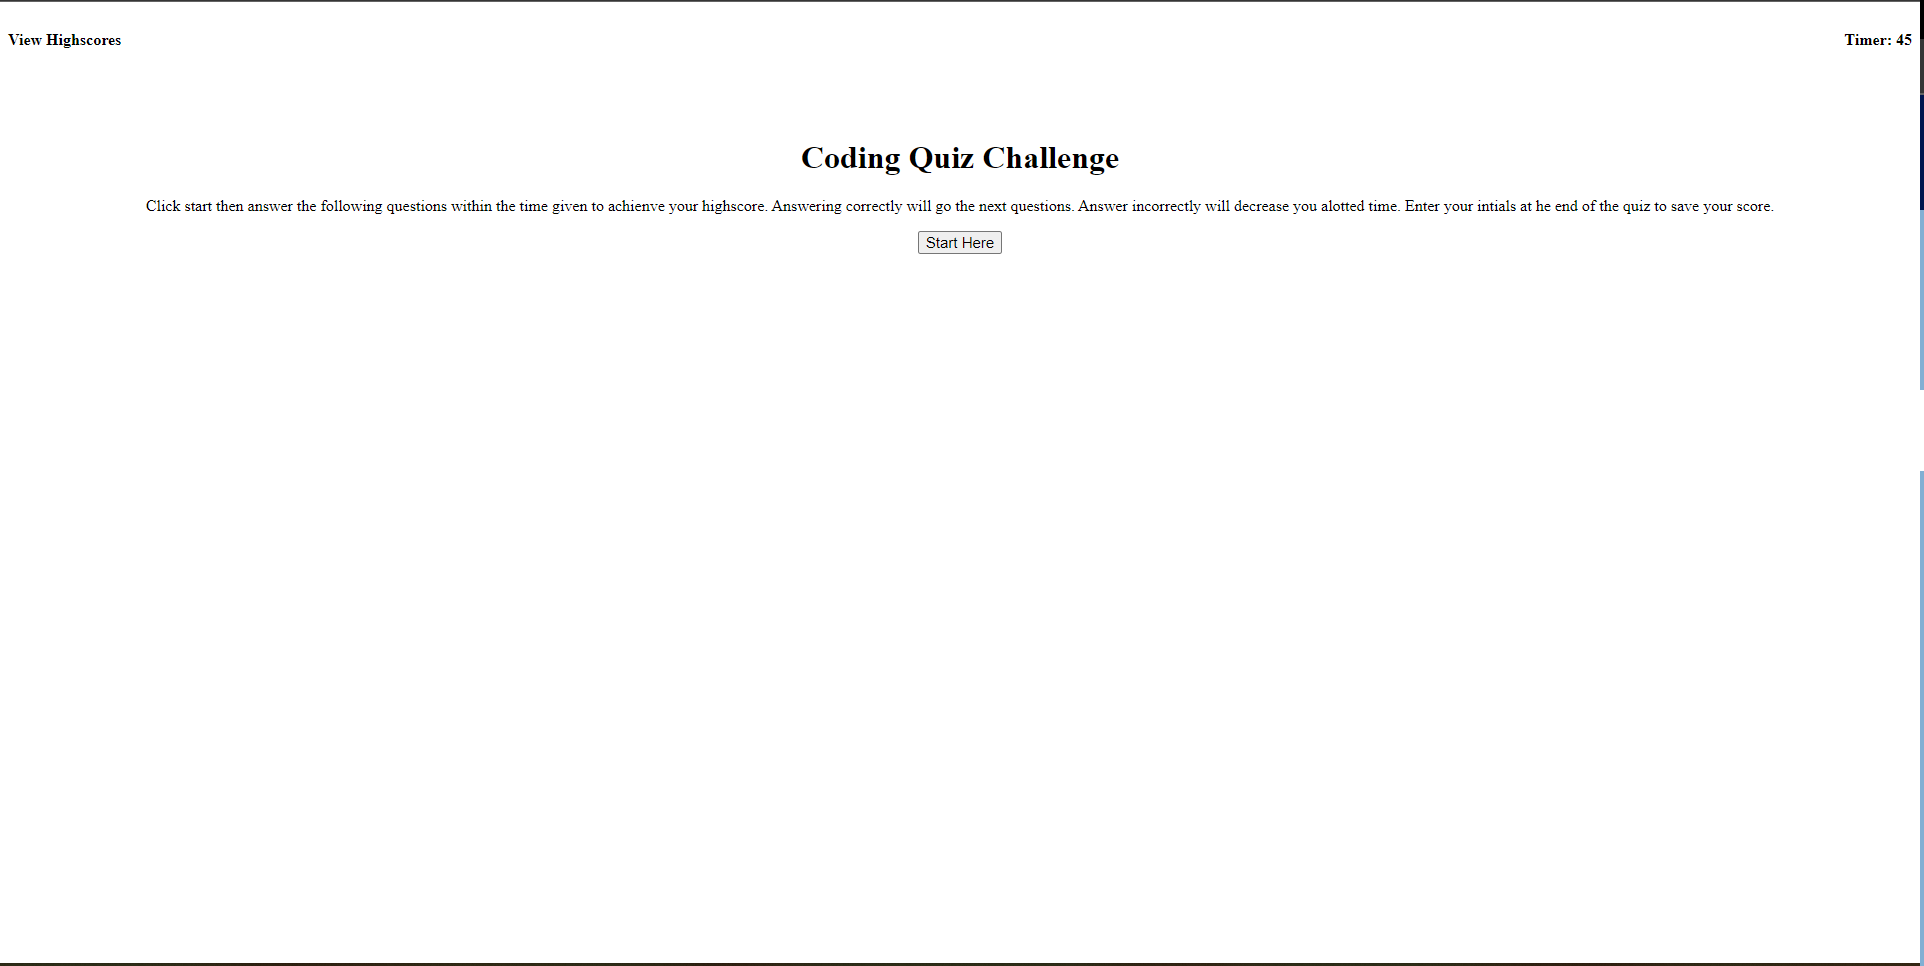 View Highscores
Timer: 45
Coding Quiz Challenge
Click start then answer the following questions within the time given to achienve your highscore. Answering correctly will go the next questions. Answer incorrectly will decrease you alotted time. Enter your intials at he end of the quiz to save your score.
Start Here